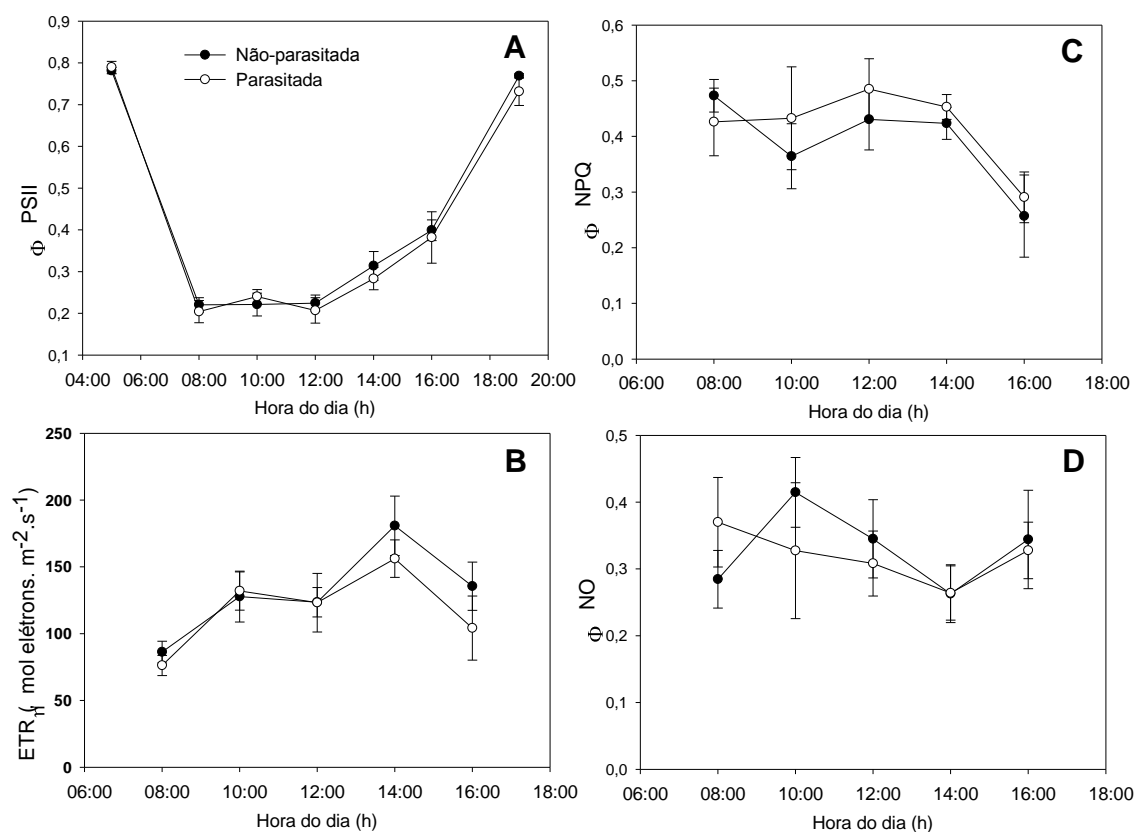 A
Não-parasitada
Parasitada
0,9
0,8
0,7
0,6
0,5
0,4
0,3
0,2
0,1
Φ PSII
04:00 06:00 08:00 10:00 12:00 14:00 16:00 18:00 20:00
Hora do dia (h)
C
0,6
0,5
0,4
0,3
0,2
0,1
0,0
Φ NPQ
06:00 08:00 10:00 12:00 14:00 16:00 18:00
Hora do dia (h)
B
250
200
150
100
50
0
ETR ( mol elétrons. m-2.s-1)
06:00 08:00 10:00 12:00 14:00 16:00 18:00
Hora do dia (h)
D
0,5
0,4
0,3
0,2
0,1
0,0
Φ NO
06:00 08:00 10:00 12:00 14:00 16:00 18:00
Hora do dia (h)